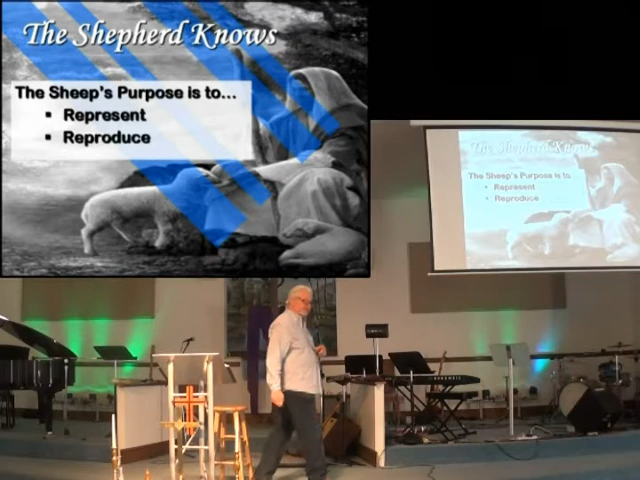 The Shepherd Knows
The Sheep's Purpose is to...
▪ Represent
▪ Reproduce
The Shepherd Knows
The Sheep's Purpose is to...
▪ Represent
▪ Reproduce
KAWAI